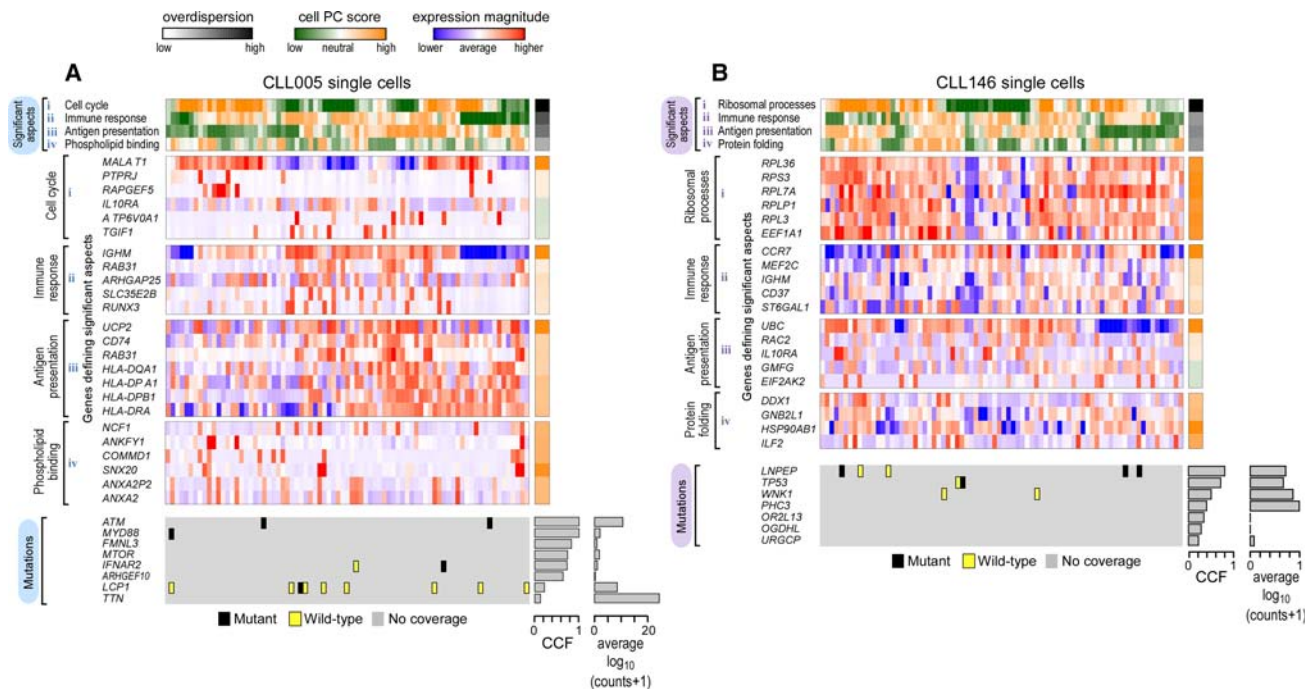 overdispersion
low high
cell PC score
low neutral high
expression magnitude
lower average higher
A
CLL005 single cells
Significant aspects
i Cell cycle
ii Immune response
iii Antigen presentation
iv Phospholipid binding
Genes defining significant aspects
Cell cycle
i
MALA T1
PTPRJ
RAPGEF5
IL10RA
A TP6V0A1
TGIF1
Immune response
ii
IGHM
RAB31
ARHGAP25
SLC35E2B
RUNX3
Antigen presentation
iii
UCP2
CD74
RAB31
HLA-DQA1
HLA-DP A1
HLA-DPB1
HLA-DRA
Phospholipid binding
iv
NCF1
ANKFY1
COMMD1
SNX20
ANXA2P2
ANXA2
Mutations
ATM
MYD88
FMNL3
MTOR
IFNAR2
ARHGEF10
LCP1
TTN
Mutant Wild-type No coverage
0 1
CCF
0 20
average
log10
(counts+1)
B
CLL146 single cells
Significant aspects
i Ribosomal processes
ii Immune response
iii Antigen presentation
iv Protein folding
Genes defining significant aspects
Ribosomal processes
i
RPL36
RPS3
RPL7A
RPLP1
RPL3
EEF1A1
Immune response
ii
CCR7
MEF2C
IGHM
CD37
ST6GAL1
Antigen presentation
iii
UBC
RAC2
IL10RA
GMFG
EIF2AK2
Protein folding
iv
DDX1
GNB2L1
HSP90AB1
ILF2
Mutations
LNPEP
TP53
WNK1
PHC3
OR2L13
OGDHL
URGCP
Mutant Wild-type No coverage
0 1
CCF
0 1
average
log10
(counts+1)